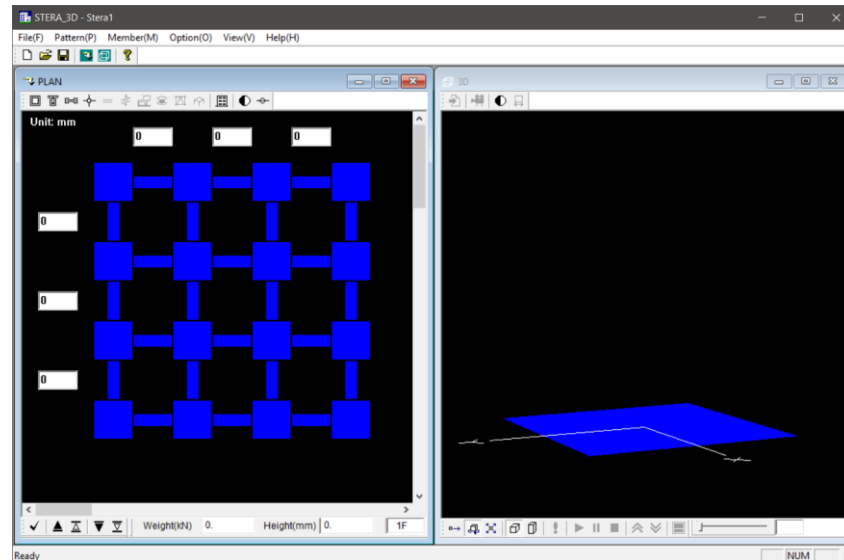 STERA_3D - Stera1
File(F) Pattern(P) Member(M) Option(O) View(V) Help(H)
PLAN
3D
Unit: mm
0 0 0
0
0
0
Weight(kN) 0. Height(mm) 0. 1F
Ready NUM